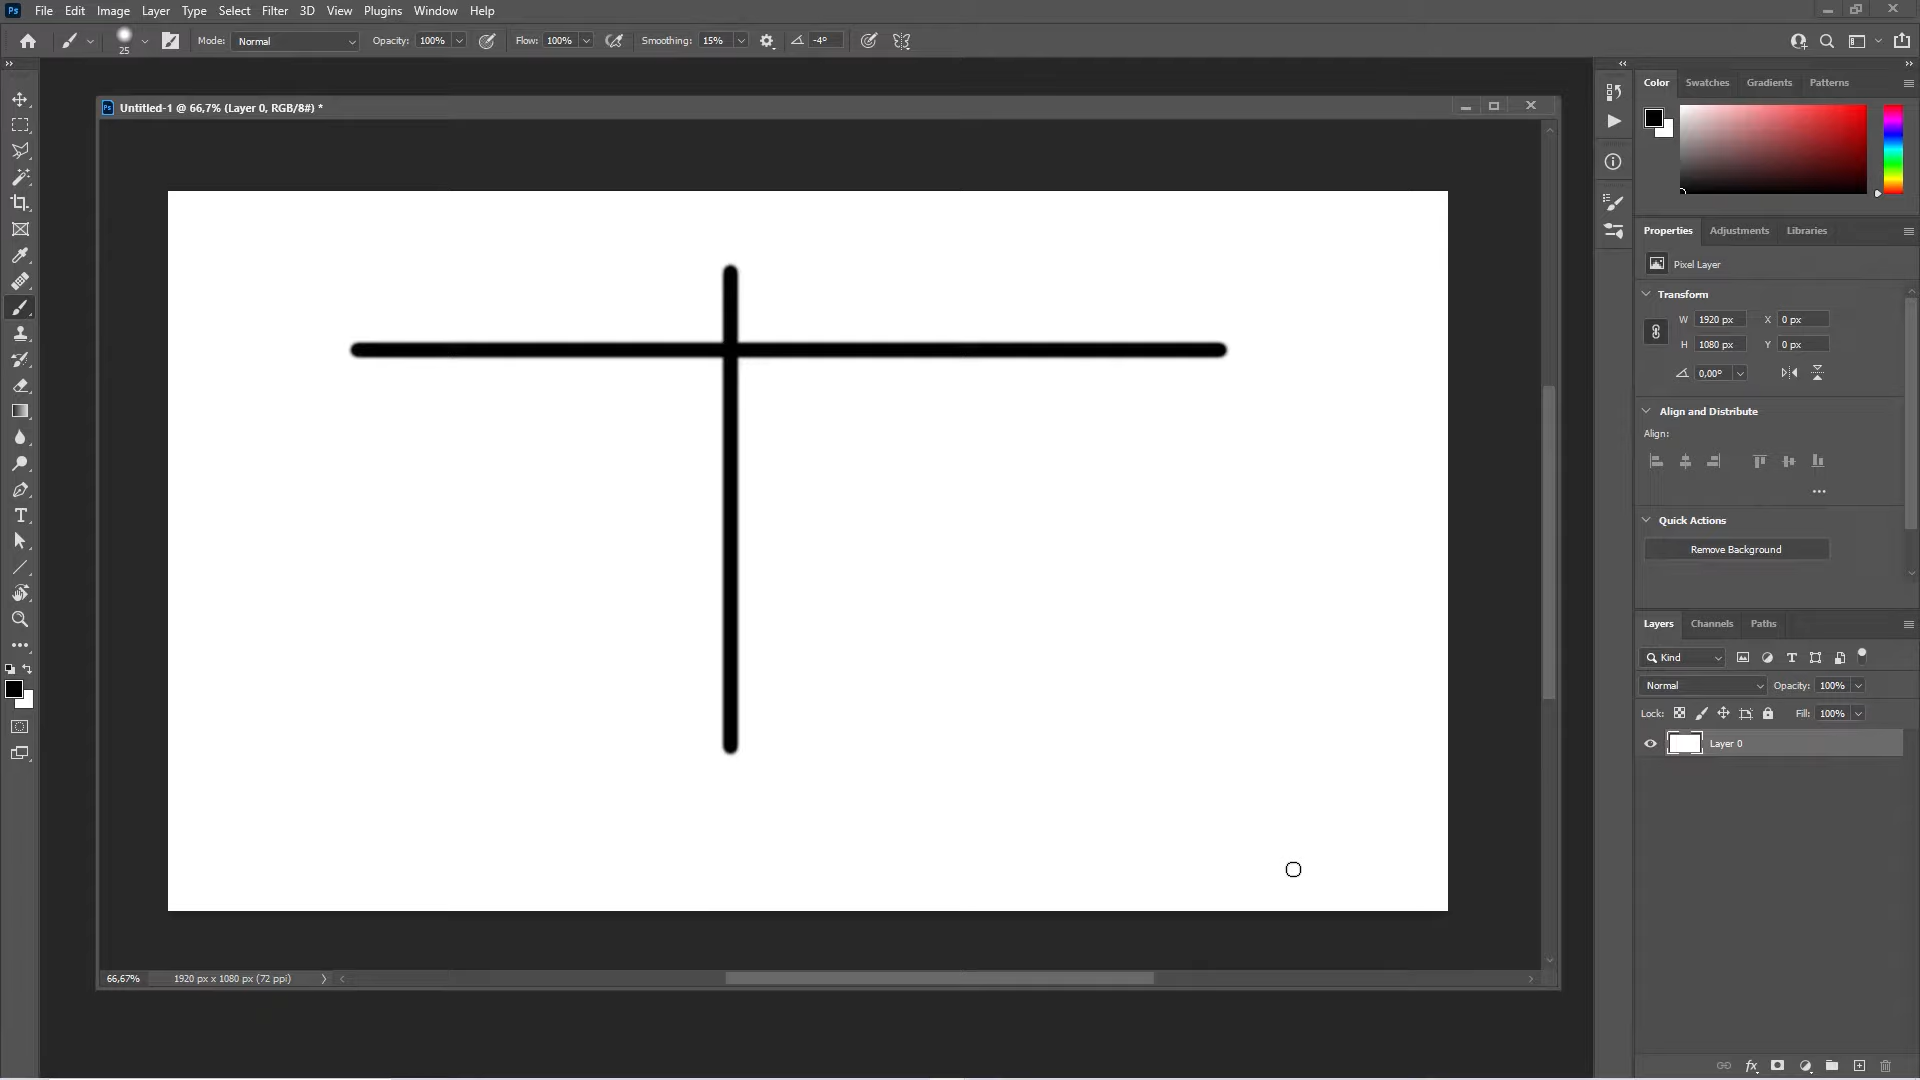 Ps File Edit Image Layer Type Select Filter 3D View Plugins Window Help
25 Mode: Normal Opacity: 100% Flow: 100% Smoothing: 15% -4°
Ps Untitled-1 @ 66,7% (Layer 0, RGB/8#) *
66,67% 1920 px x 1080 px (72 ppi)
Color Swatches Gradients Patterns
Properties Adjustments Libraries
Pixel Layer
Transform
W 1920 px X 0 px
H 1080 px Y 0 px
0,00°
Align and Distribute
Align:
Quick Actions
Remove Background
Layers Channels Paths
Kind
Normal Opacity: 100%
Lock: Fill: 100%
Layer 0